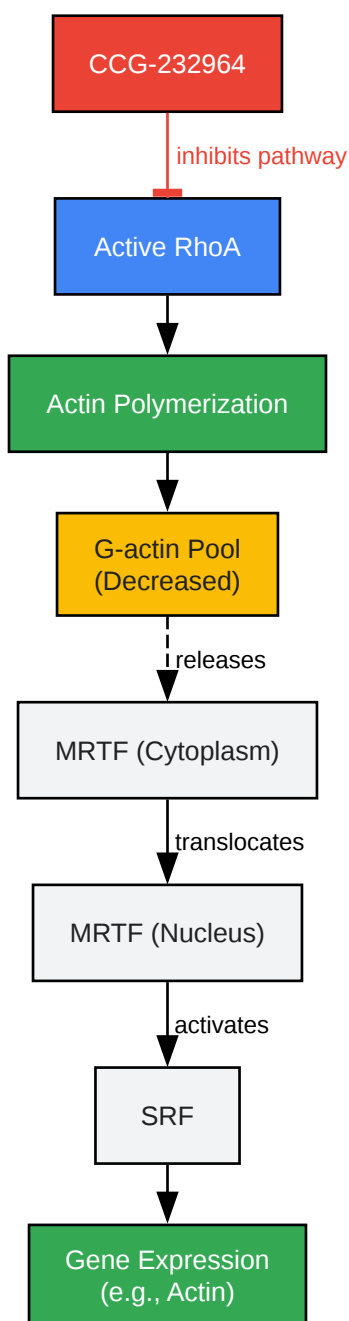 CCG-232964
inhibits pathway
Active RhoA
Actin Polymerization
G-actin Pool
(Decreased)
releases
MRTF (Cytoplasm)
translocates
MRTF (Nucleus)
activates
SRF
Gene Expression
(e.g., Actin)